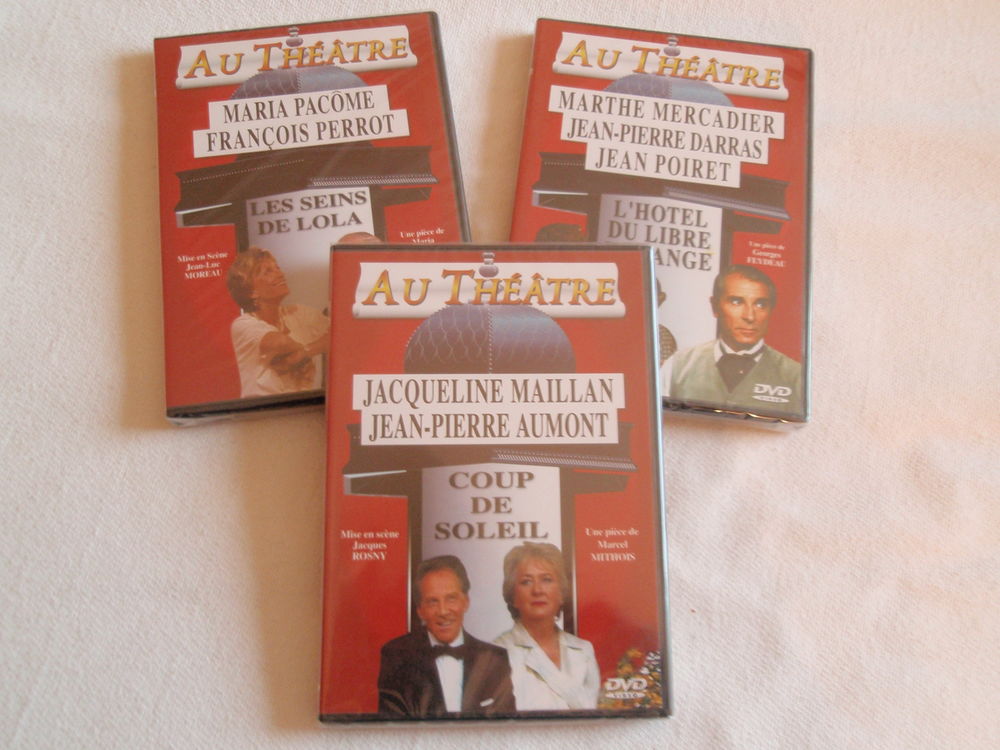 AU THÉÂTRE
MARIA PACÔME
FRANÇOIS PERROT
LES SEINS
DE LOLA
Mise en Scène
Jean-Luc
MOREAU
Une pièce de
Maria
AU THÉÂTRE
MARTHE MERCADIER
JEAN-PIERRE DARRAS
JEAN POIRET
L'HOTEL
DU LIBRE
ANGE
Une pièce de
Georges
FEYDEAU
DVD
VIDEO
AU THÉÂTRE
JACQUELINE MAILLAN
JEAN-PIERRE AUMONT
COUP
DE
SOLEIL
Mise en scène
Jacques
ROSNY
Une pièce de
Marcel
MITHOIS
DVD
VIDEO